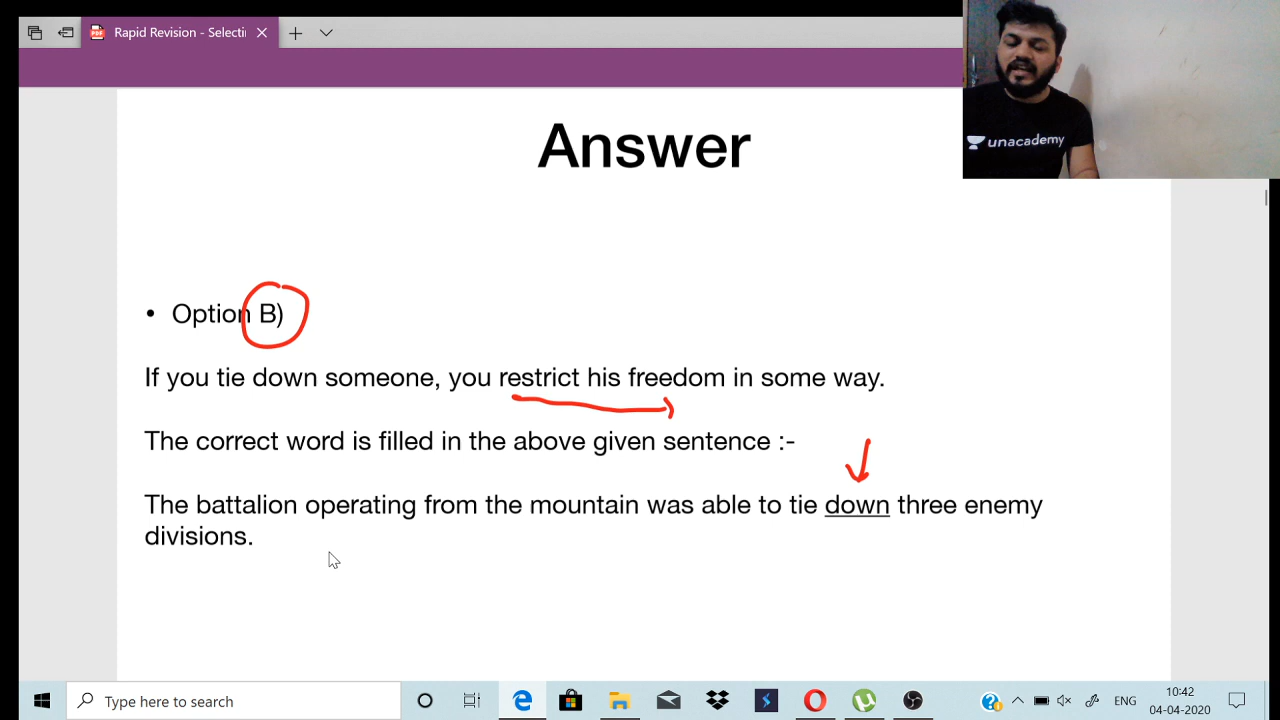 Rapid Revision - Selecti
unacademy
Answer
• Option B)
If you tie down someone, you restrict his freedom in some way.
The correct word is filled in the above given sentence :-
The battalion operating from the mountain was able to tie down three enemy
divisions.
Type here to search
ENG
10:42
04-04-2020